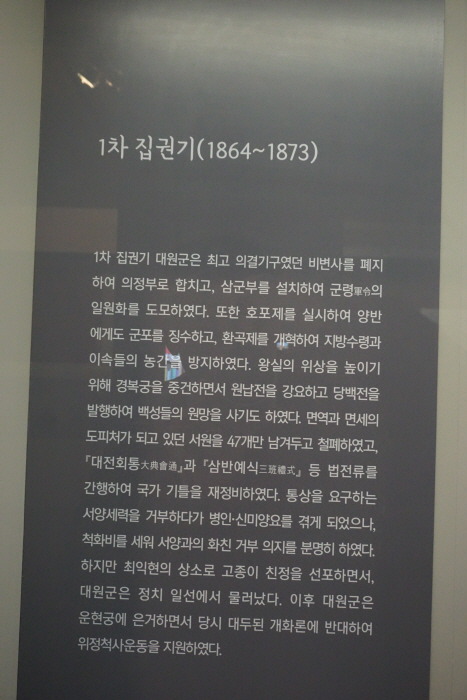 1차 집권기(1864~1873)
1차 집권기 대원군은 최고 의결기구였던 비변사를 폐지
하여 의정부로 합치고, 삼군부를 설치하여 군령軍令의
일원화를 도모하였다. 또한 호포제를 실시하여 양반
에게도 군포를 징수하고, 환곡제를 개혁하여 지방수령과
이속들의 농간을 방지하였다. 왕실의 위상을 높이기
위해 경복궁을 중건하면서 원납전을 강요하고 당백전을
발행하여 백성들의 원망을 사기도 하였다. 면역과 면세의
도피처가 되고 있던 서원을 47개만 남겨두고 철폐하였고,
『대전회통大典會通』과 『삼반예식三班禮式』 등 법전류를
간행하여 국가 기틀을 재정비하였다. 통상을 요구하는
서양세력을 거부하다가 병인·신미양요를 겪게 되었으나,
척화비를 세워 서양과의 화친 거부 의지를 분명히 하였다.
하지만 최익현의 상소로 고종이 친정을 선포하면서,
대원군은 정치 일선에서 물러났다. 이후 대원군은
운현궁에 은거하면서 당시 대두된 개화론에 반대하여
위정척사운동을 지원하였다.